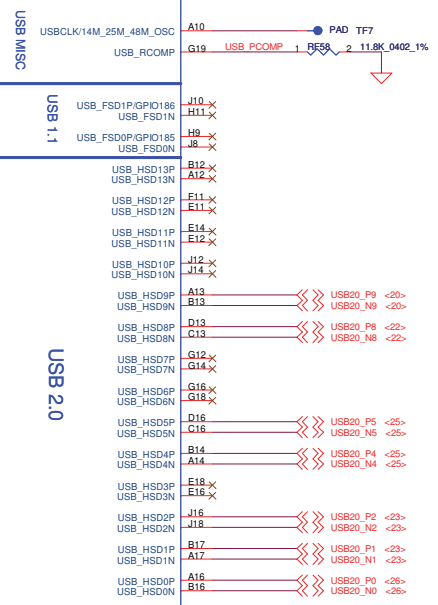 USB MISC
USBCLK/14M_25M_48M_OSC A10 PAD TF7
USB_RCOMP G19 USB_PCOMP 1 RF58 2 11.8K_0402_1%
USB 1.1
USB_FSD1P/GPIO186 J10
USB_FSD1N H11
USB_FSD0P/GPIO185 H9
USB_FSD0N J8
USB 2.0
USB_HSD13P B12
USB_HSD13N A12
USB_HSD12P F11
USB_HSD12N E11
USB_HSD11P E14
USB_HSD11N E12
USB_HSD10P J12
USB_HSD10N J14
USB_HSD9P A13 USB20_P9 <20>
USB_HSD9N B13 USB20_N9 <20>
USB_HSD8P D13 USB20_P8 <22>
USB_HSD8N C13 USB20_N8 <22>
USB_HSD7P G12
USB_HSD7N G14
USB_HSD6P G16
USB_HSD6N G18
USB_HSD5P D16 USB20_P5 <25>
USB_HSD5N C16 USB20_N5 <25>
USB_HSD4P B14 USB20_P4 <25>
USB_HSD4N A14 USB20_N4 <25>
USB_HSD3P E18
USB_HSD3N E16
USB_HSD2P J16 USB20_P2 <23>
USB_HSD2N J18 USB20_N2 <23>
USB_HSD1P B17 USB20_P1 <23>
USB_HSD1N A17 USB20_N1 <23>
USB_HSD0P A16 USB20_P0 <26>
USB_HSD0N B16 USB20_N0 <26>